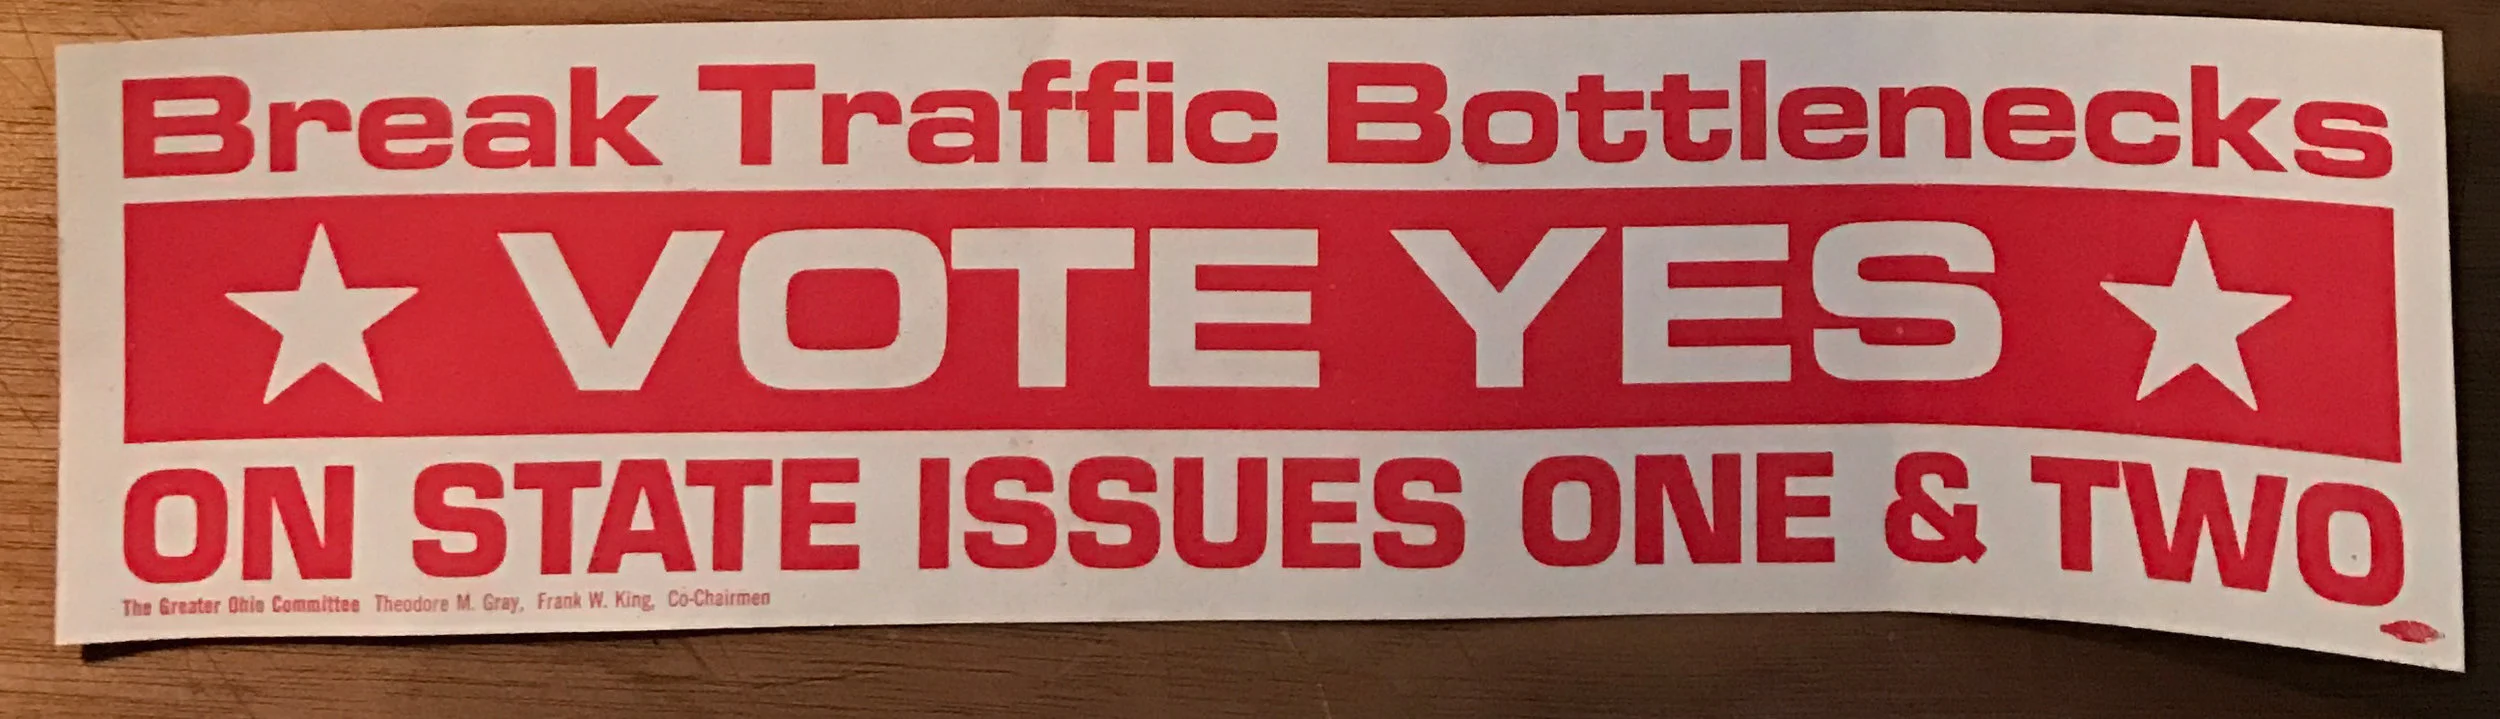 Break Traffic Bottlenecks
VOTE YES
ON STATE ISSUES ONE & TWO
The Greater Ohio Committee Theodore M. Gray, Frank W. King, Co-Chairmen